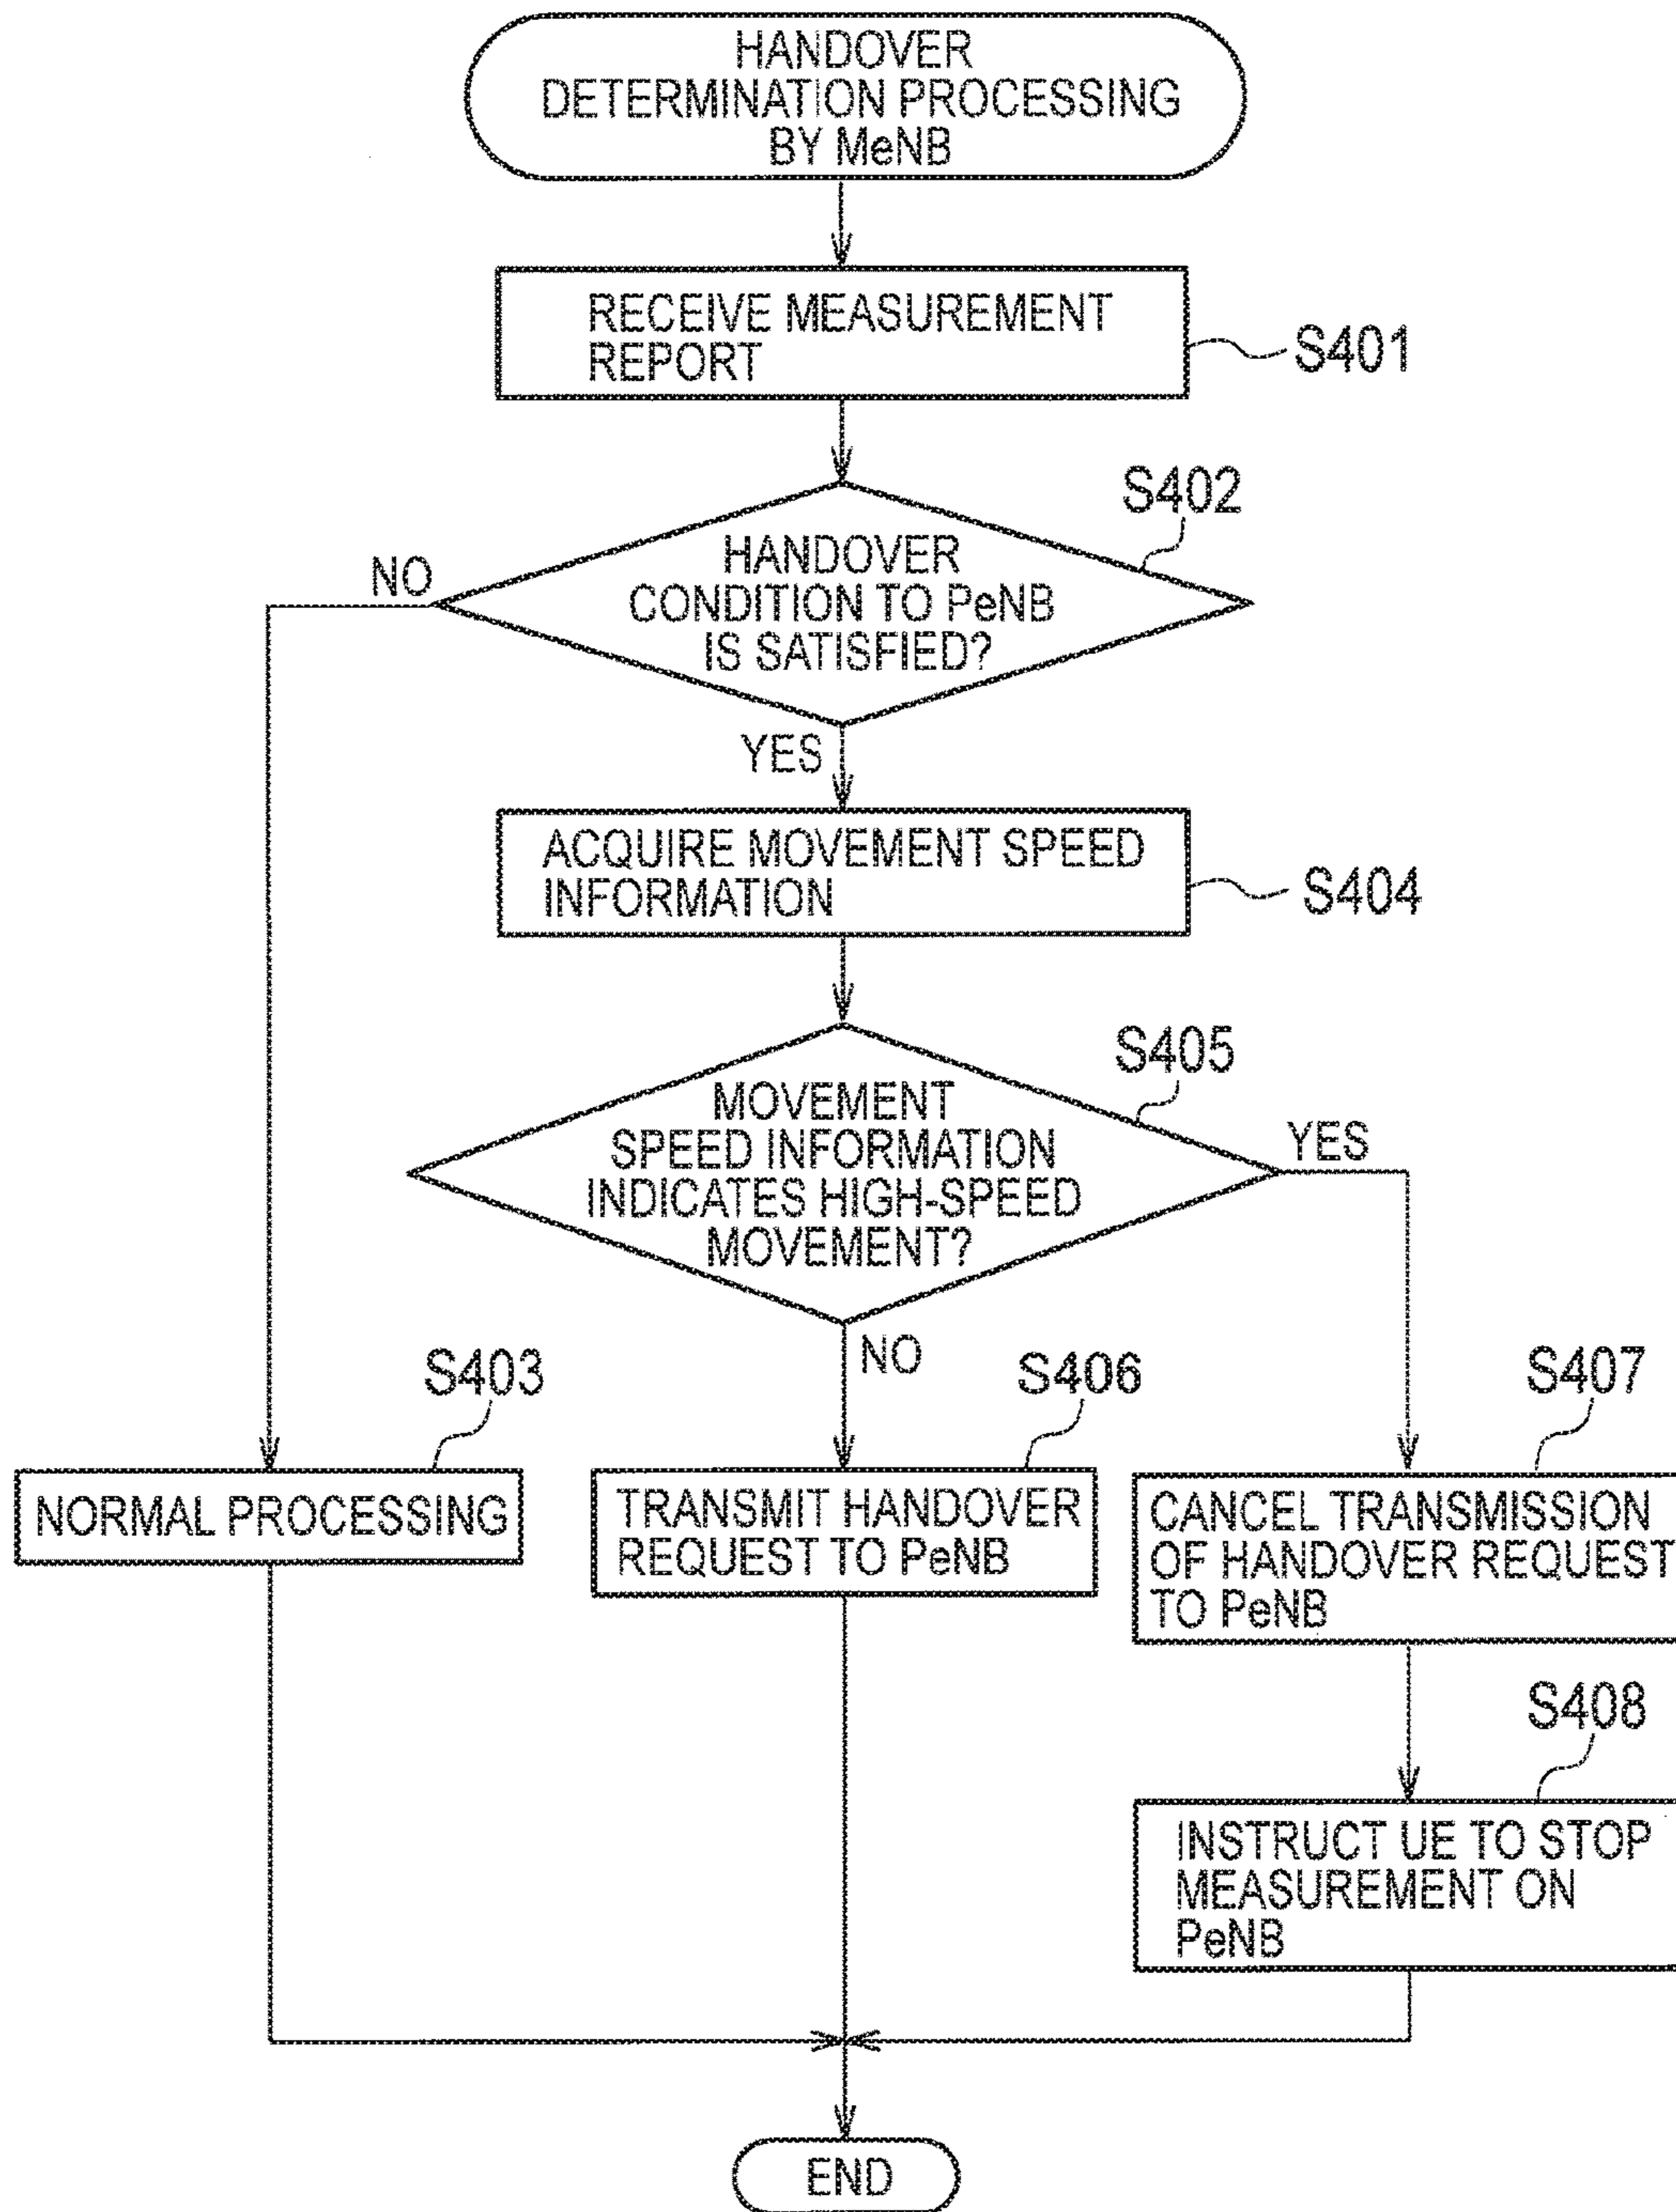 HANDOVER
DETERMINATION PROCESSING
BY MeNB
RECEIVE MEASUREMENT
REPORT
S401
S402
HANDOVER
CONDITION TO PeNB
IS SATISFIED?
NO
YES
ACQUIRE MOVEMENT SPEED
INFORMATION
S404
S405
MOVEMENT
SPEED INFORMATION
INDICATES HIGH-SPEED
MOVEMENT?
YES
NO
S403
NORMAL PROCESSING
S406
TRANSMIT HANDOVER
REQUEST TO PeNB
S407
CANCEL TRANSMISSION
OF HANDOVER REQUEST
TO PeNB
S408
INSTRUCT UE TO STOP
MEASUREMENT ON
PeNB
END